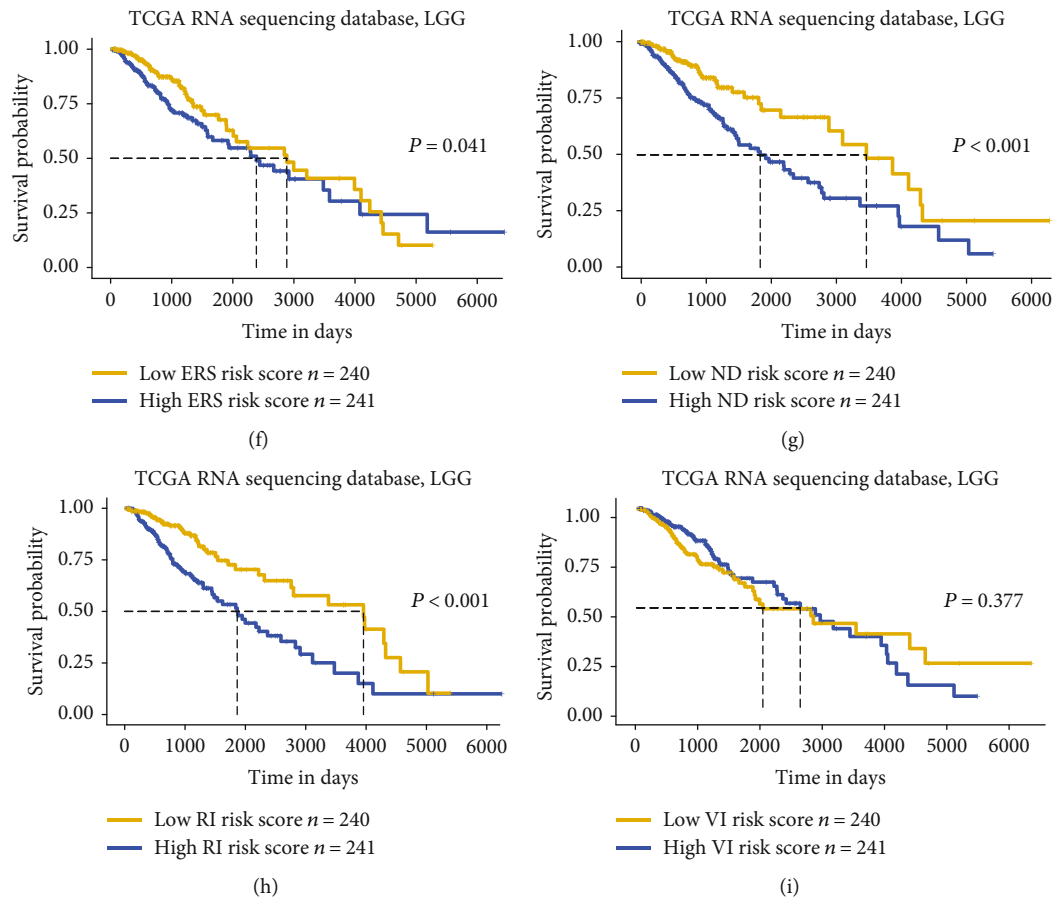 TCGA RNA sequencing database, LGG
Survival probability
1.00
0.75
0.50
0.25
0.00
P = 0.041
0 1000 2000 3000 4000 5000 6000
Time in days
Low ERS risk score n = 240
High ERS risk score n = 241
(f)
TCGA RNA sequencing database, LGG
Survival probability
1.00
0.75
0.50
0.25
0.00
P < 0.001
0 1000 2000 3000 4000 5000 6000
Time in days
Low ND risk score n = 240
High ND risk score n = 241
(g)
TCGA RNA sequencing database, LGG
Survival probability
1.00
0.75
0.50
0.25
0.00
P < 0.001
0 1000 2000 3000 4000 5000 6000
Time in days
Low RI risk score n = 240
High RI risk score n = 241
(h)
TCGA RNA sequencing database, LGG
Survival probability
1.00
0.75
0.50
0.25
0.00
P = 0.377
0 1000 2000 3000 4000 5000 6000
Time in days
Low VI risk score n = 240
High VI risk score n = 241
(i)